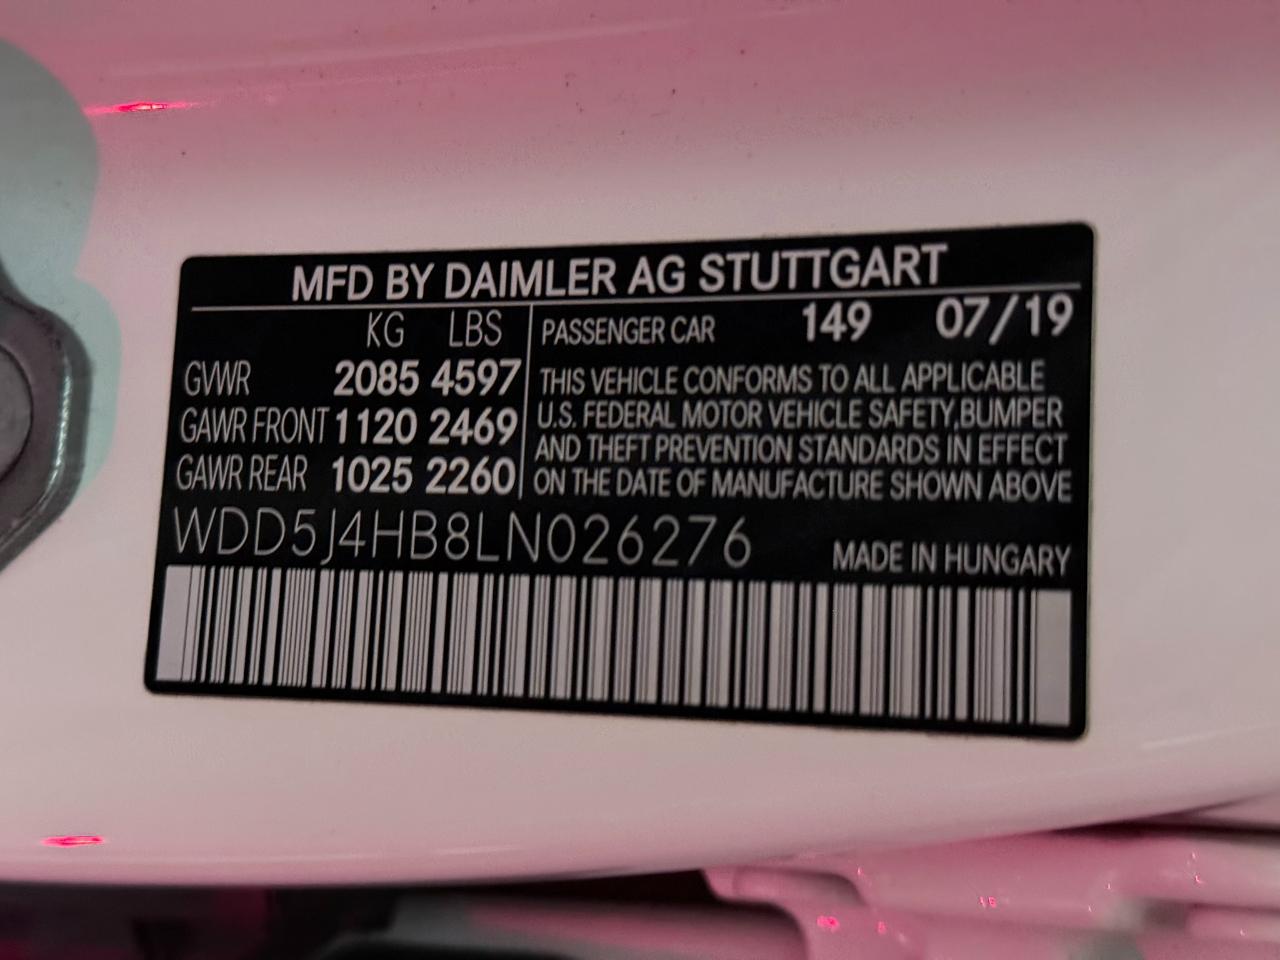 MFD BY DAIMLER AG STUTTGART
KG LBS
GVWR 2085 4597
GAWR FRONT 1120 2469
GAWR REAR 1025 2260
PASSENGER CAR 149 07/19
THIS VEHICLE CONFORMS TO ALL APPLICABLE
U.S. FEDERAL MOTOR VEHICLE SAFETY,BUMPER
AND THEFT PREVENTION STANDARDS IN EFFECT
ON THE DATE OF MANUFACTURE SHOWN ABOVE
WDD5J4HB8LN026276
MADE IN HUNGARY